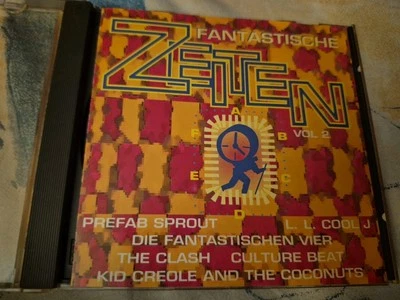 FANTASTISCHE
ZEITEN
VOL 2
A
F B
E C
D
PREFAB SPROUT L. L. COOL J
DIE FANTASTISCHEN VIER
THE CLASH CULTURE BEAT
KID CREOLE AND THE COCONUTS